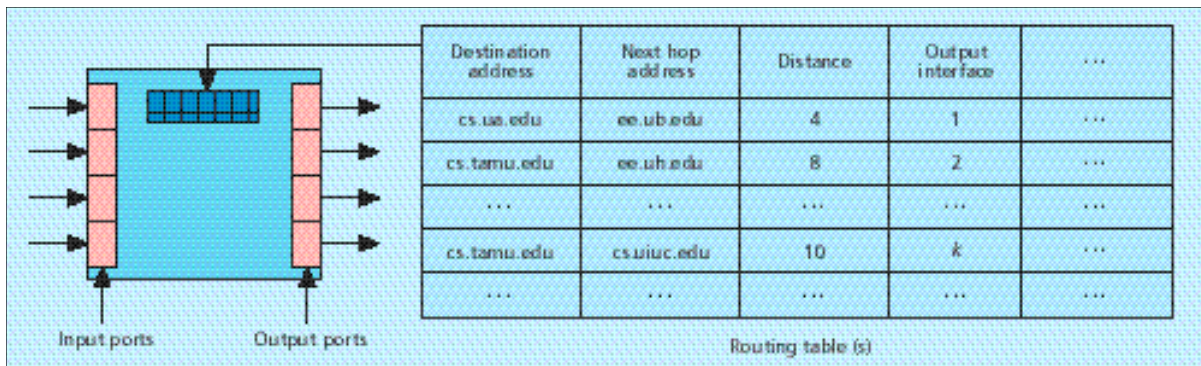 Destination address
Next hop address
Distance
Output interface
...
cs.ua.edu
ee.ub.edu
4
1
...
cs.tamu.edu
ee.uh.edu
8
2
...
...
...
...
...
...
cs.tamu.edu
cs.uiuc.edu
10
k
...
...
...
...
...
...
Input ports
Output ports
Routing table (s)